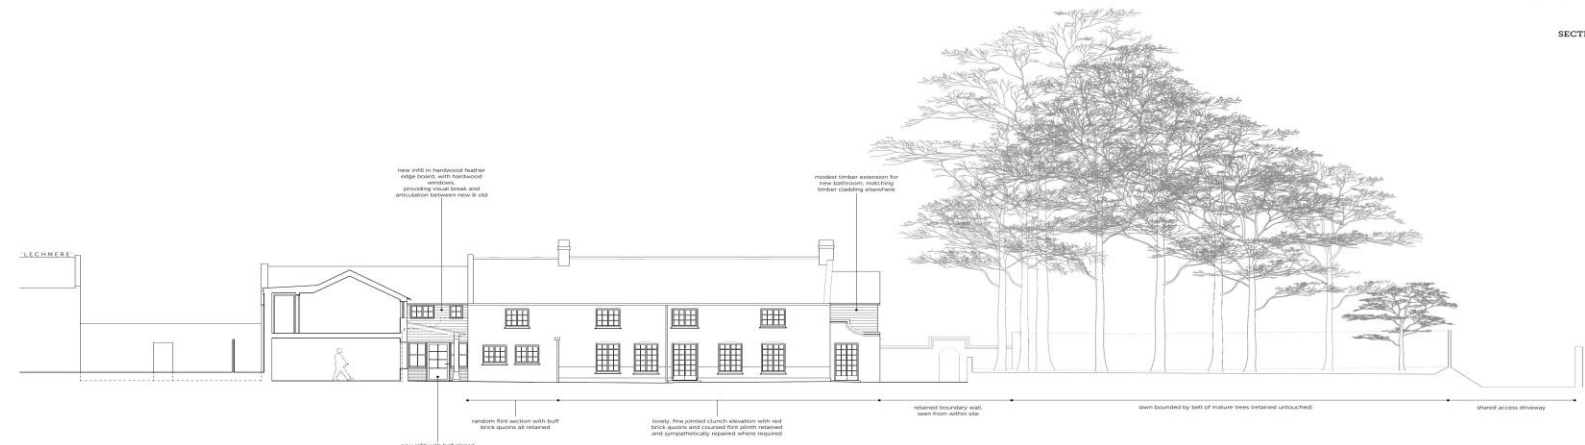 SECTI
new infill in hardwood feather
edge board, with hardwood
windows,
providing visual break and
articulation between new & old
modest timber extension for
new bathroom, matching
timber cladding elsewhere
'LECHMERE'
random flint section with buff
brick quoins all retained
lovely, fine jointed clunch elevation with red
brick quoins and coursed flint plinth retained
and sympathetically repaired where required
retained boundary wall,
seen from within site
lawn bounded by belt of mature trees (retained untouched)
shared access driveway